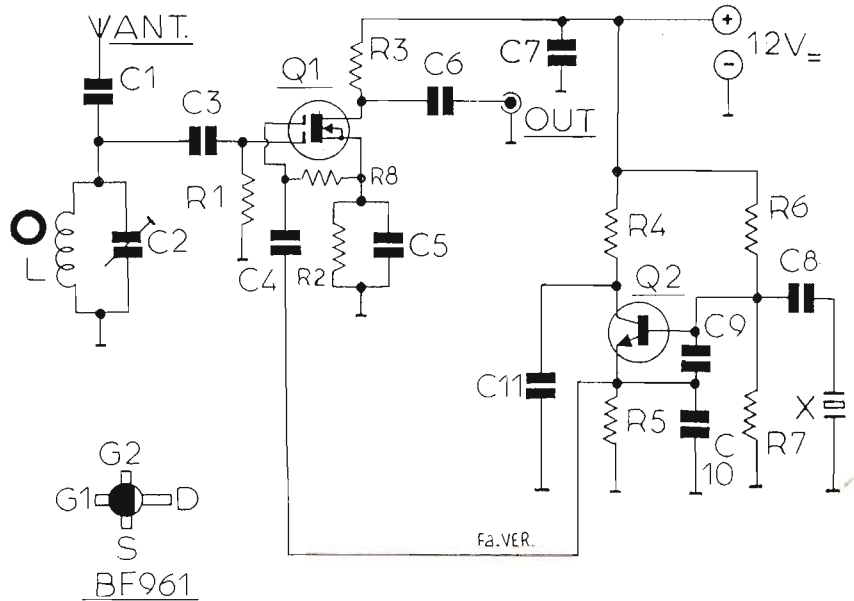 ANT.
C1
C3
Q1
R3
C6
C7
12V=
+
-
OUT
R1
R8
C2
L
C4
R2
C5
R4
R6
Q2
C8
C9
C11
R5
C
10
R7
X
G2
G1
D
S
BF961
Fa.VER.